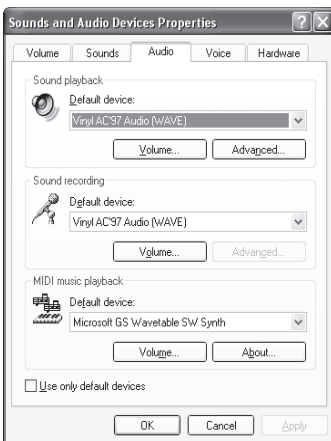 Sounds and Audio Devices Properties
Volume Sounds Audio Voice Hardware
Sound playback
Default device:
Vinyl AC'97 Audio (WAVE)
Volume... Advanced...
Sound recording
Default device:
Vinyl AC'97 Audio (WAVE)
Volume... Advanced...
MIDI music playback
Default device:
Microsoft GS Wavetable SW Synth
Volume... About...
Use only default devices
OK Cancel Apply